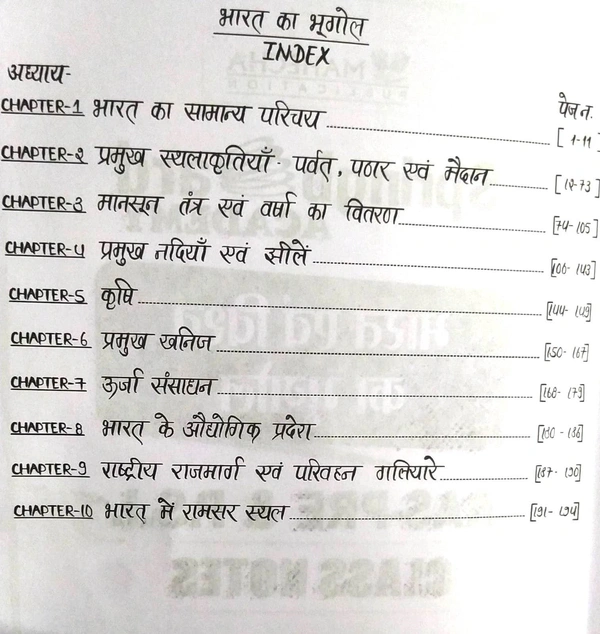 भारत का भूगोल
INDEX
अध्याय-
पेज न.
CHAPTER-1 भारत का सामान्य परिचय [1-11]
CHAPTER-2 प्रमुख स्थलाकृतियाँ - पर्वत, पठार एवं मैदान [12-73]
CHAPTER-3 मानसून तंत्र एवं वर्षा का वितरण [74-105]
CHAPTER-4 प्रमुख नदियाँ एवं झीलें [106-143]
CHAPTER-5 कृषि [144-149]
CHAPTER-6 प्रमुख खनिज [150-167]
CHAPTER-7 ऊर्जा संसाधन [168-179]
CHAPTER-8 भारत के औद्योगिक प्रदेश [180-186]
CHAPTER-9 राष्ट्रीय राजमार्ग एवं परिवहन गलियारे [187-190]
CHAPTER-10 भारत में रामसर स्थल [191-194]